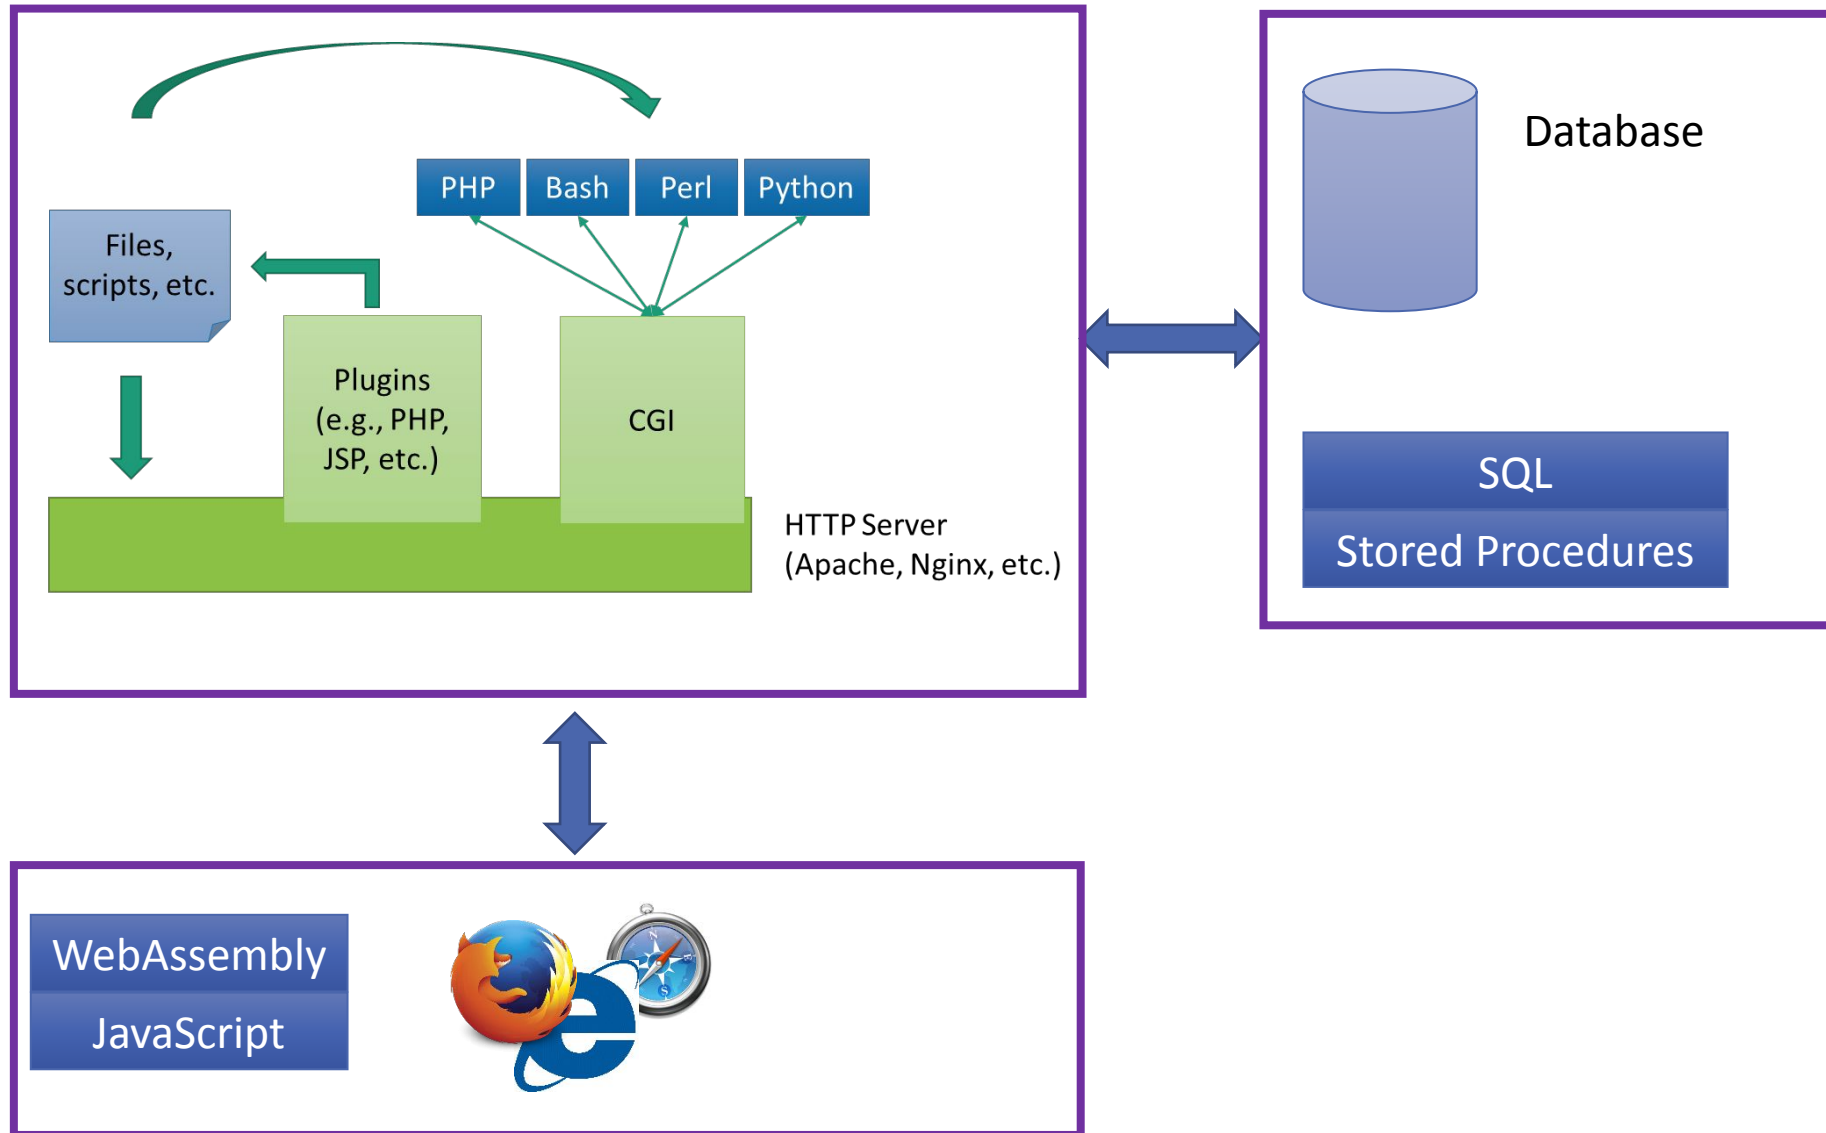 PHP
Bash
Perl
Python
Files,
scripts, etc.
Plugins
(e.g., PHP,
JSP, etc.)
CGI
HTTP Server
(Apache, Nginx, etc.)
Database
SQL
Stored Procedures
WebAssembly
JavaScript